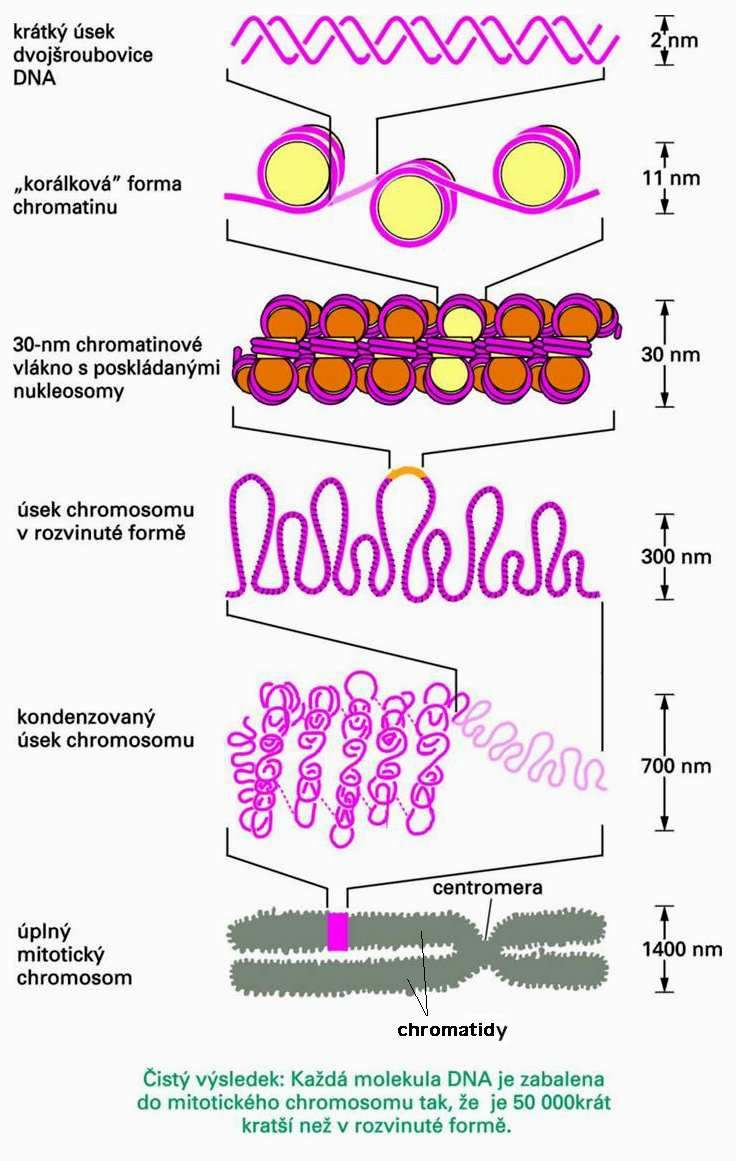 krátký úsek
dvojšroubovice
DNA
2 nm
„korálková” forma
chromatinu
11 nm
30-nm chromatinové
vlákno s poskládanými
nukleosomy
30 nm
úsek chromosomu
v rozvinuté formě
300 nm
kondenzovaný
úsek chromosomu
700 nm
centromera
úplný
mitotický
chromosom
1400 nm
chromatidy
Čistý výsledek: Každá molekula DNA je zabalena
do mitotického chromosomu tak, že je 50 000krát
kratší než v rozvinuté formě.